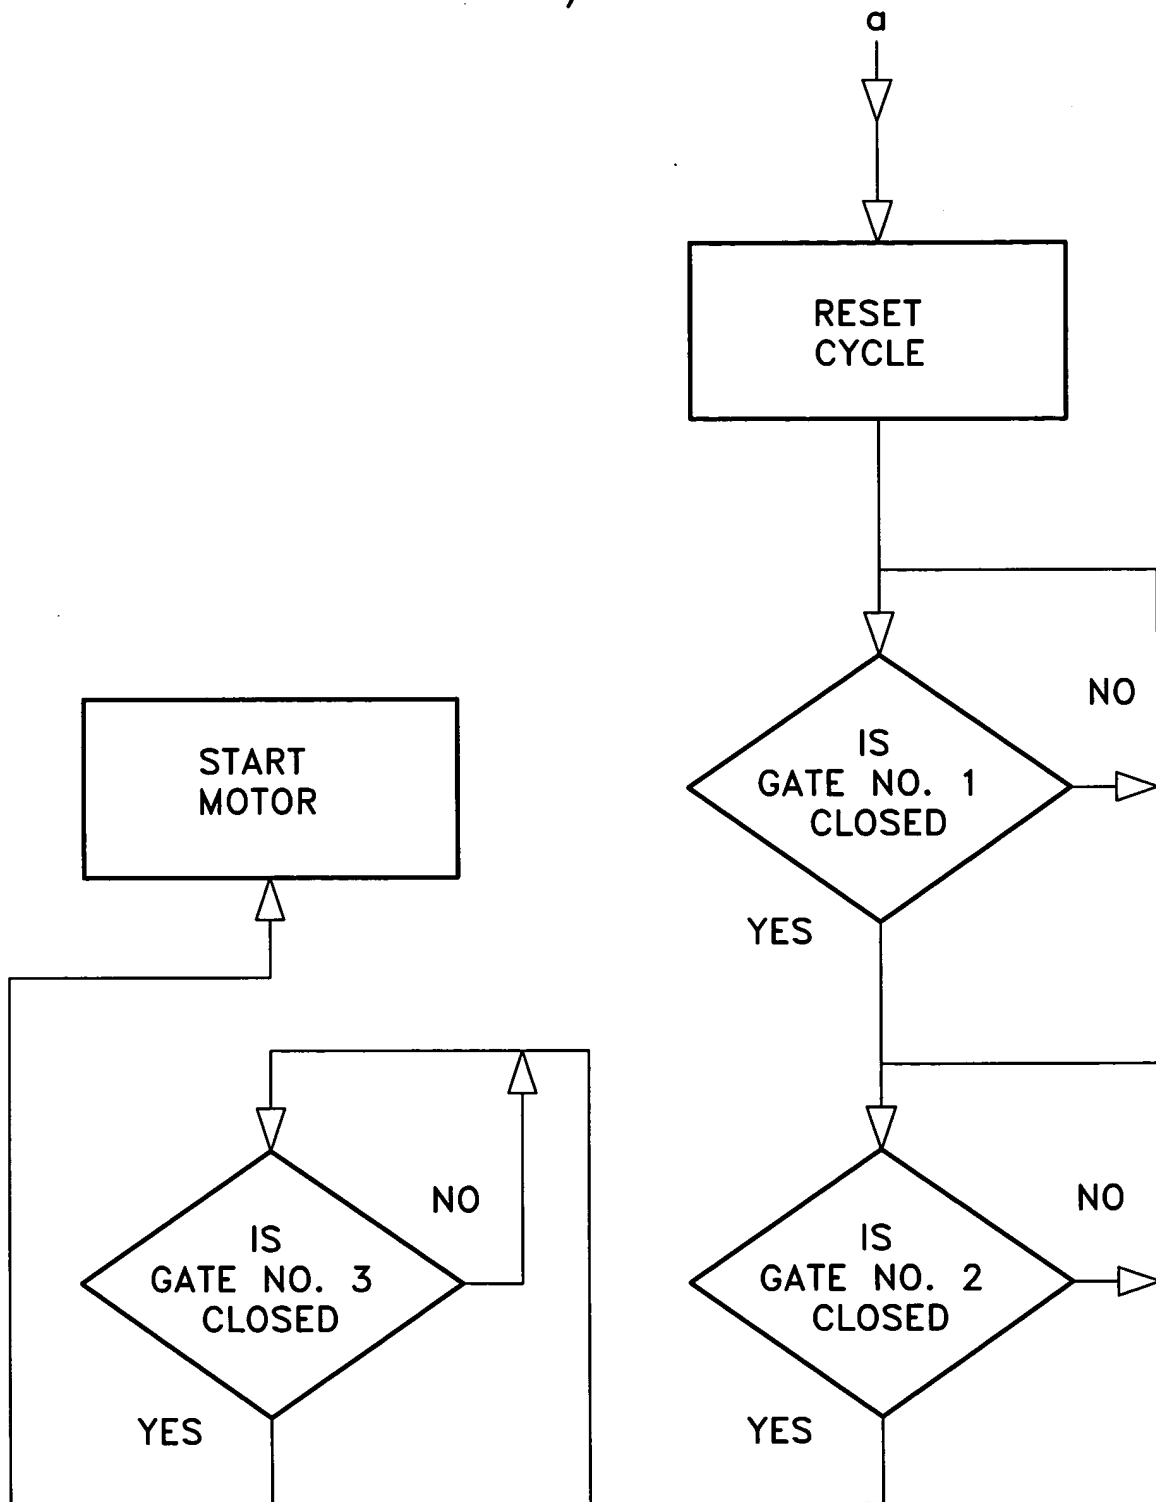 a
RESET
CYCLE
NO
IS
GATE NO. 1
CLOSED
YES
START
MOTOR
NO
IS
GATE NO. 2
CLOSED
YES
NO
IS
GATE NO. 3
CLOSED
YES